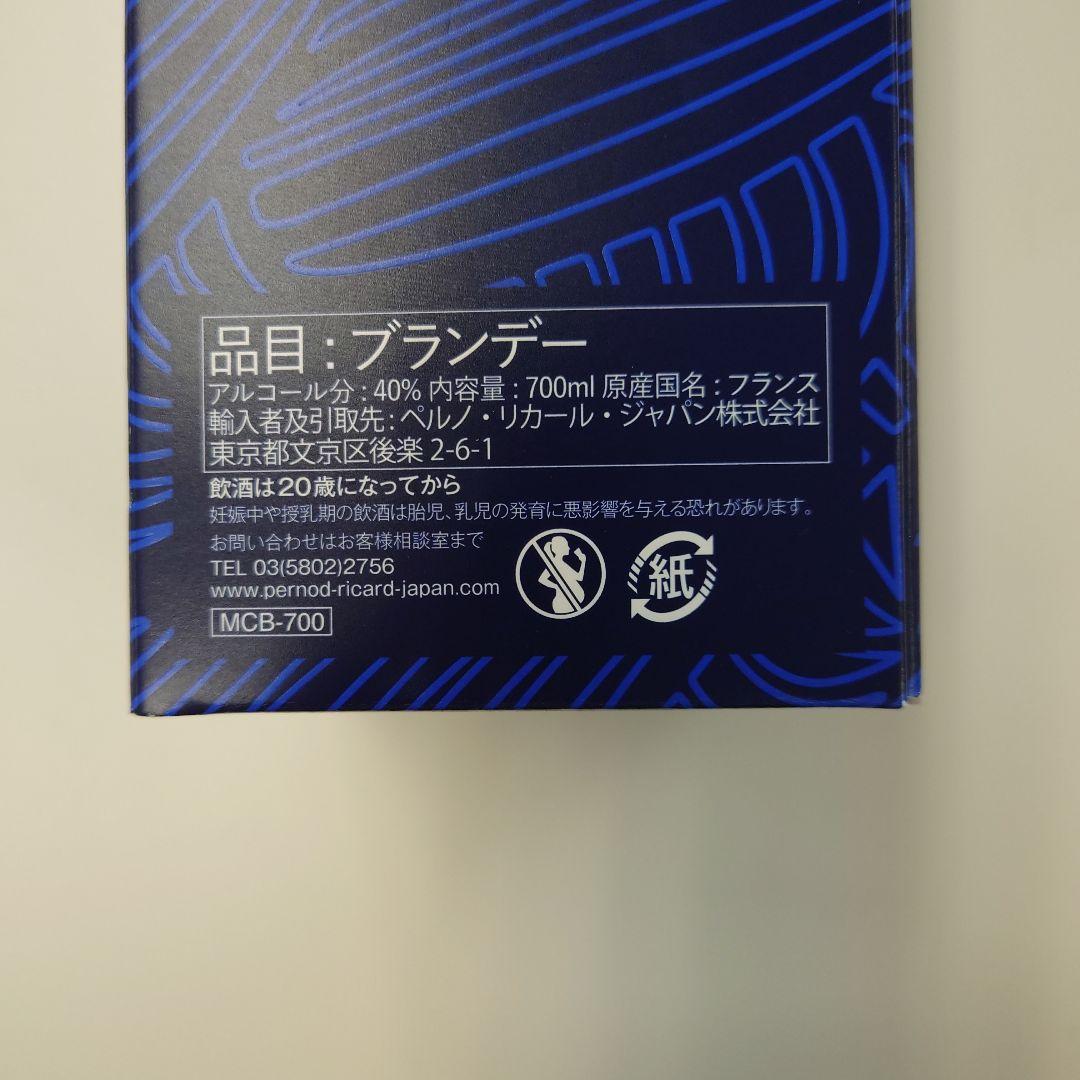 品目 : ブランデー
アルコール分 : 40% 内容量 : 700ml 原産国名 : フランス
輸入者及引取先 : ペルノ・リカール・ジャパン株式会社
東京都文京区後楽 2-6-1
飲酒は20歳になってから
妊娠中や授乳期の飲酒は胎児、乳児の発育に悪影響を与える恐れがあります。
お問い合わせはお客様相談室まで
TEL 03(5802)2756
www.pernod-ricard-japan.com
紙
MCB-700